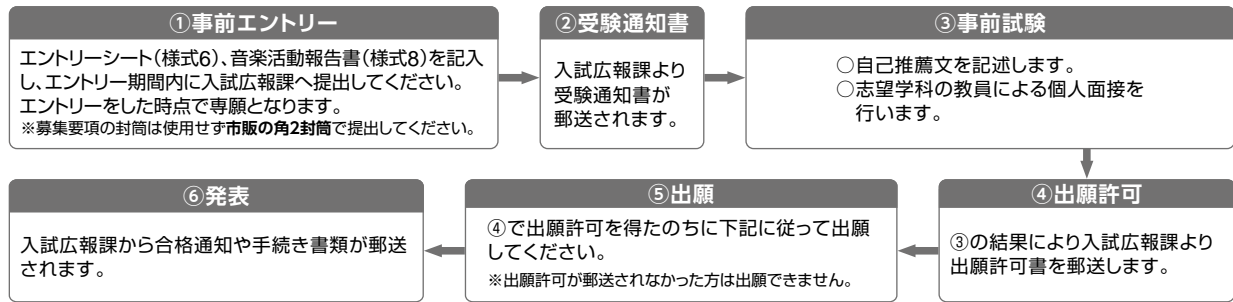 ①事前エントリー
エントリーシート(様式6)、音楽活動報告書(様式8)を記入
し、エントリー期間内に入試広報課へ提出してください。
エントリーをした時点で専願となります。
※募集要項の封筒は使用せず市販の角2封筒で提出してください。
②受験通知書
入試広報課より
受験通知書が
郵送されます。
③事前試験
○自己推薦文を記述します。
○志望学科の教員による個人面接を
行います。
④出願許可
③の結果により入試広報課より
出願許可書を郵送します。
⑤出願
④で出願許可を得たのちに下記に従って出願
してください。
※出願許可が郵送されなかった方は出願できません。
⑥発表
入試広報課から合格通知や手続き書類が郵送
されます。